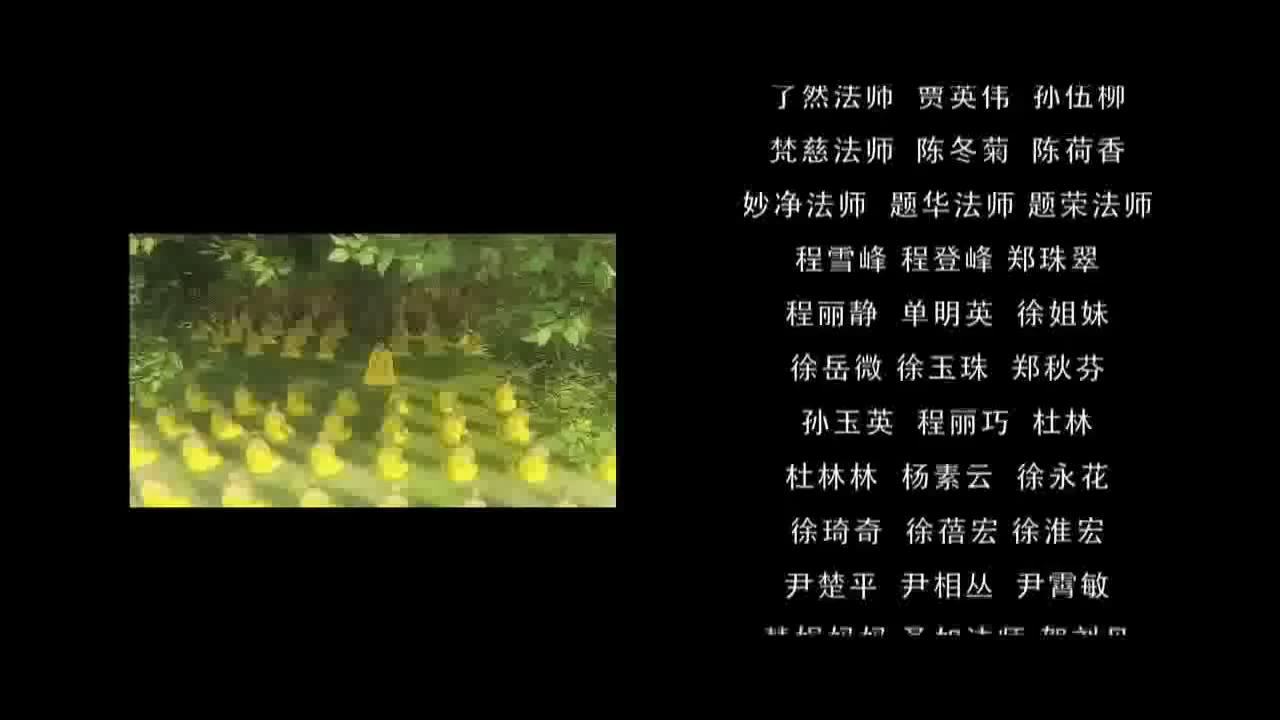 了然法师 贾英伟 孙伍柳
梵慈法师 陈冬菊 陈荷香
妙净法师 题华法师 题荣法师
程雪峰 程登峰 郑珠翠
程丽静 单明英 徐姐妹
徐岳微 徐玉珠 郑秋芬
孙玉英 程丽巧 杜林
杜林林 杨素云 徐永花
徐琦奇 徐蓓宏 徐淮宏
尹楚平 尹相丛 尹霄敏